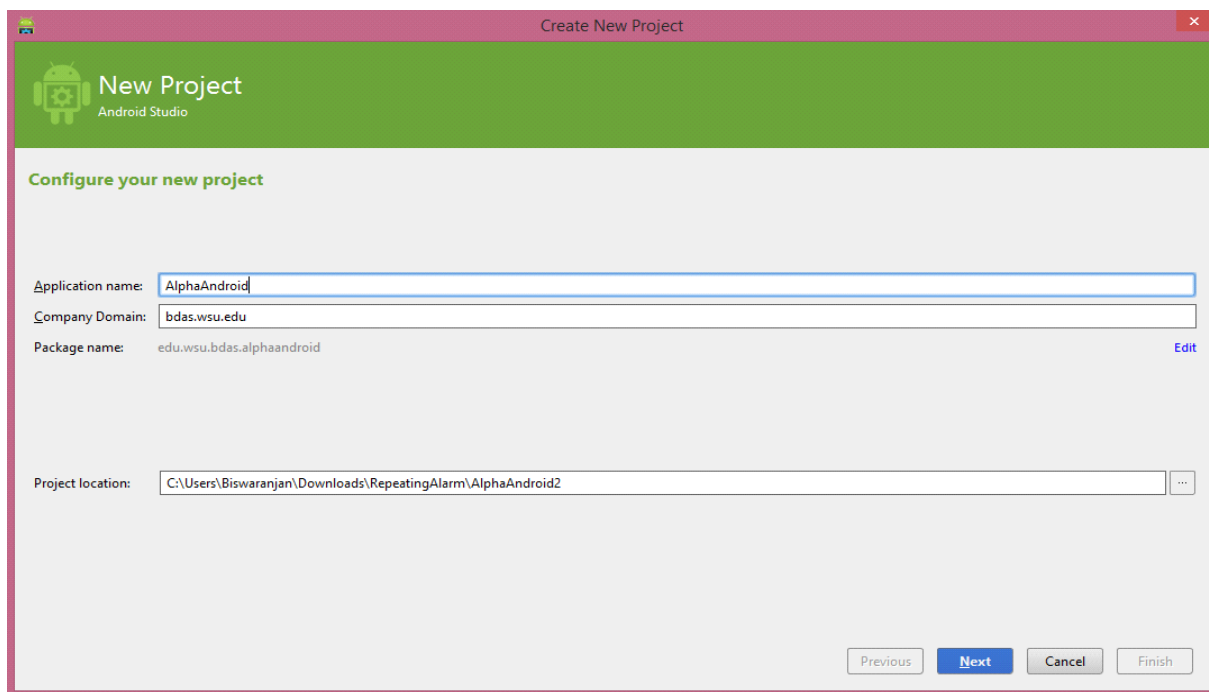 Create New Project
New Project
Android Studio
Configure your new project
Application name: AlphaAndroid
Company Domain: bdas.wsu.edu
Package name: edu.wsu.bdas.alphaandroid Edit
Project location: C:\Users\Biswaranjan\Downloads\RepeatingAlarm\AlphaAndroid2 ...
Previous Next Cancel Finish